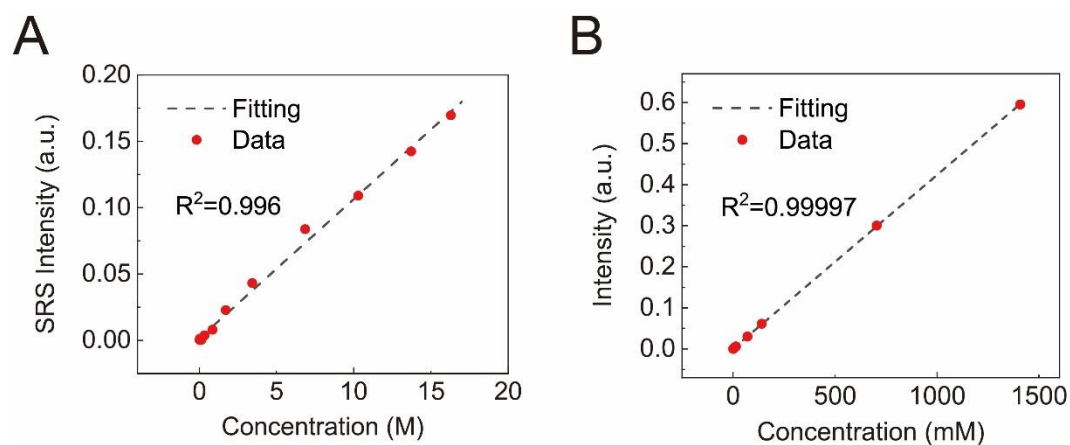 A
SRS Intensity (a.u.)
0.20
0.15
0.10
0.05
0.00
Fitting
Data
R²=0.996
0 5 10 15 20
Concentration (M)
B
Intensity (a.u.)
0.6
0.5
0.4
0.3
0.2
0.1
0.0
Fitting
Data
R²=0.99997
0 500 1000 1500
Concentration (mM)